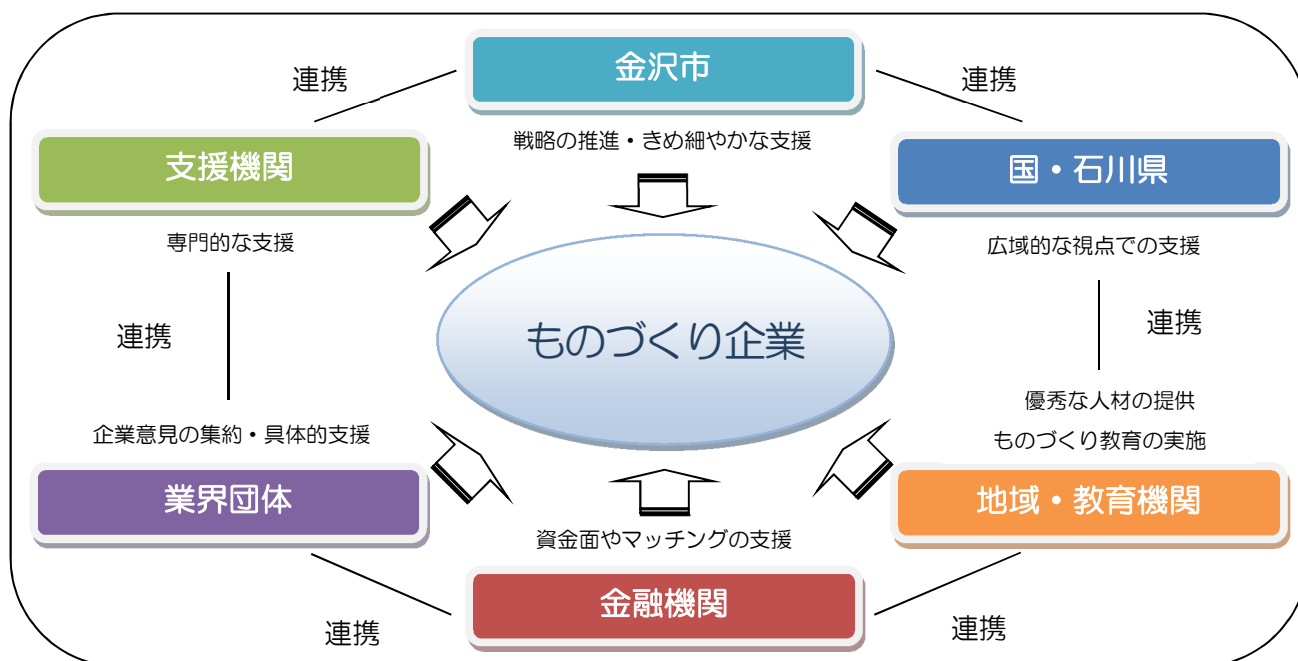 金沢市
連携
連携
戦略の推進・きめ細やかな支援
支援機関
国・石川県
専門的な支援
広域的な視点での支援
ものづくり企業
連携
連携
優秀な人材の提供
企業意見の集約・具体的支援
ものづくり教育の実施
業界団体
地域・教育機関
資金面やマッチングの支援
金融機関
連携
連携